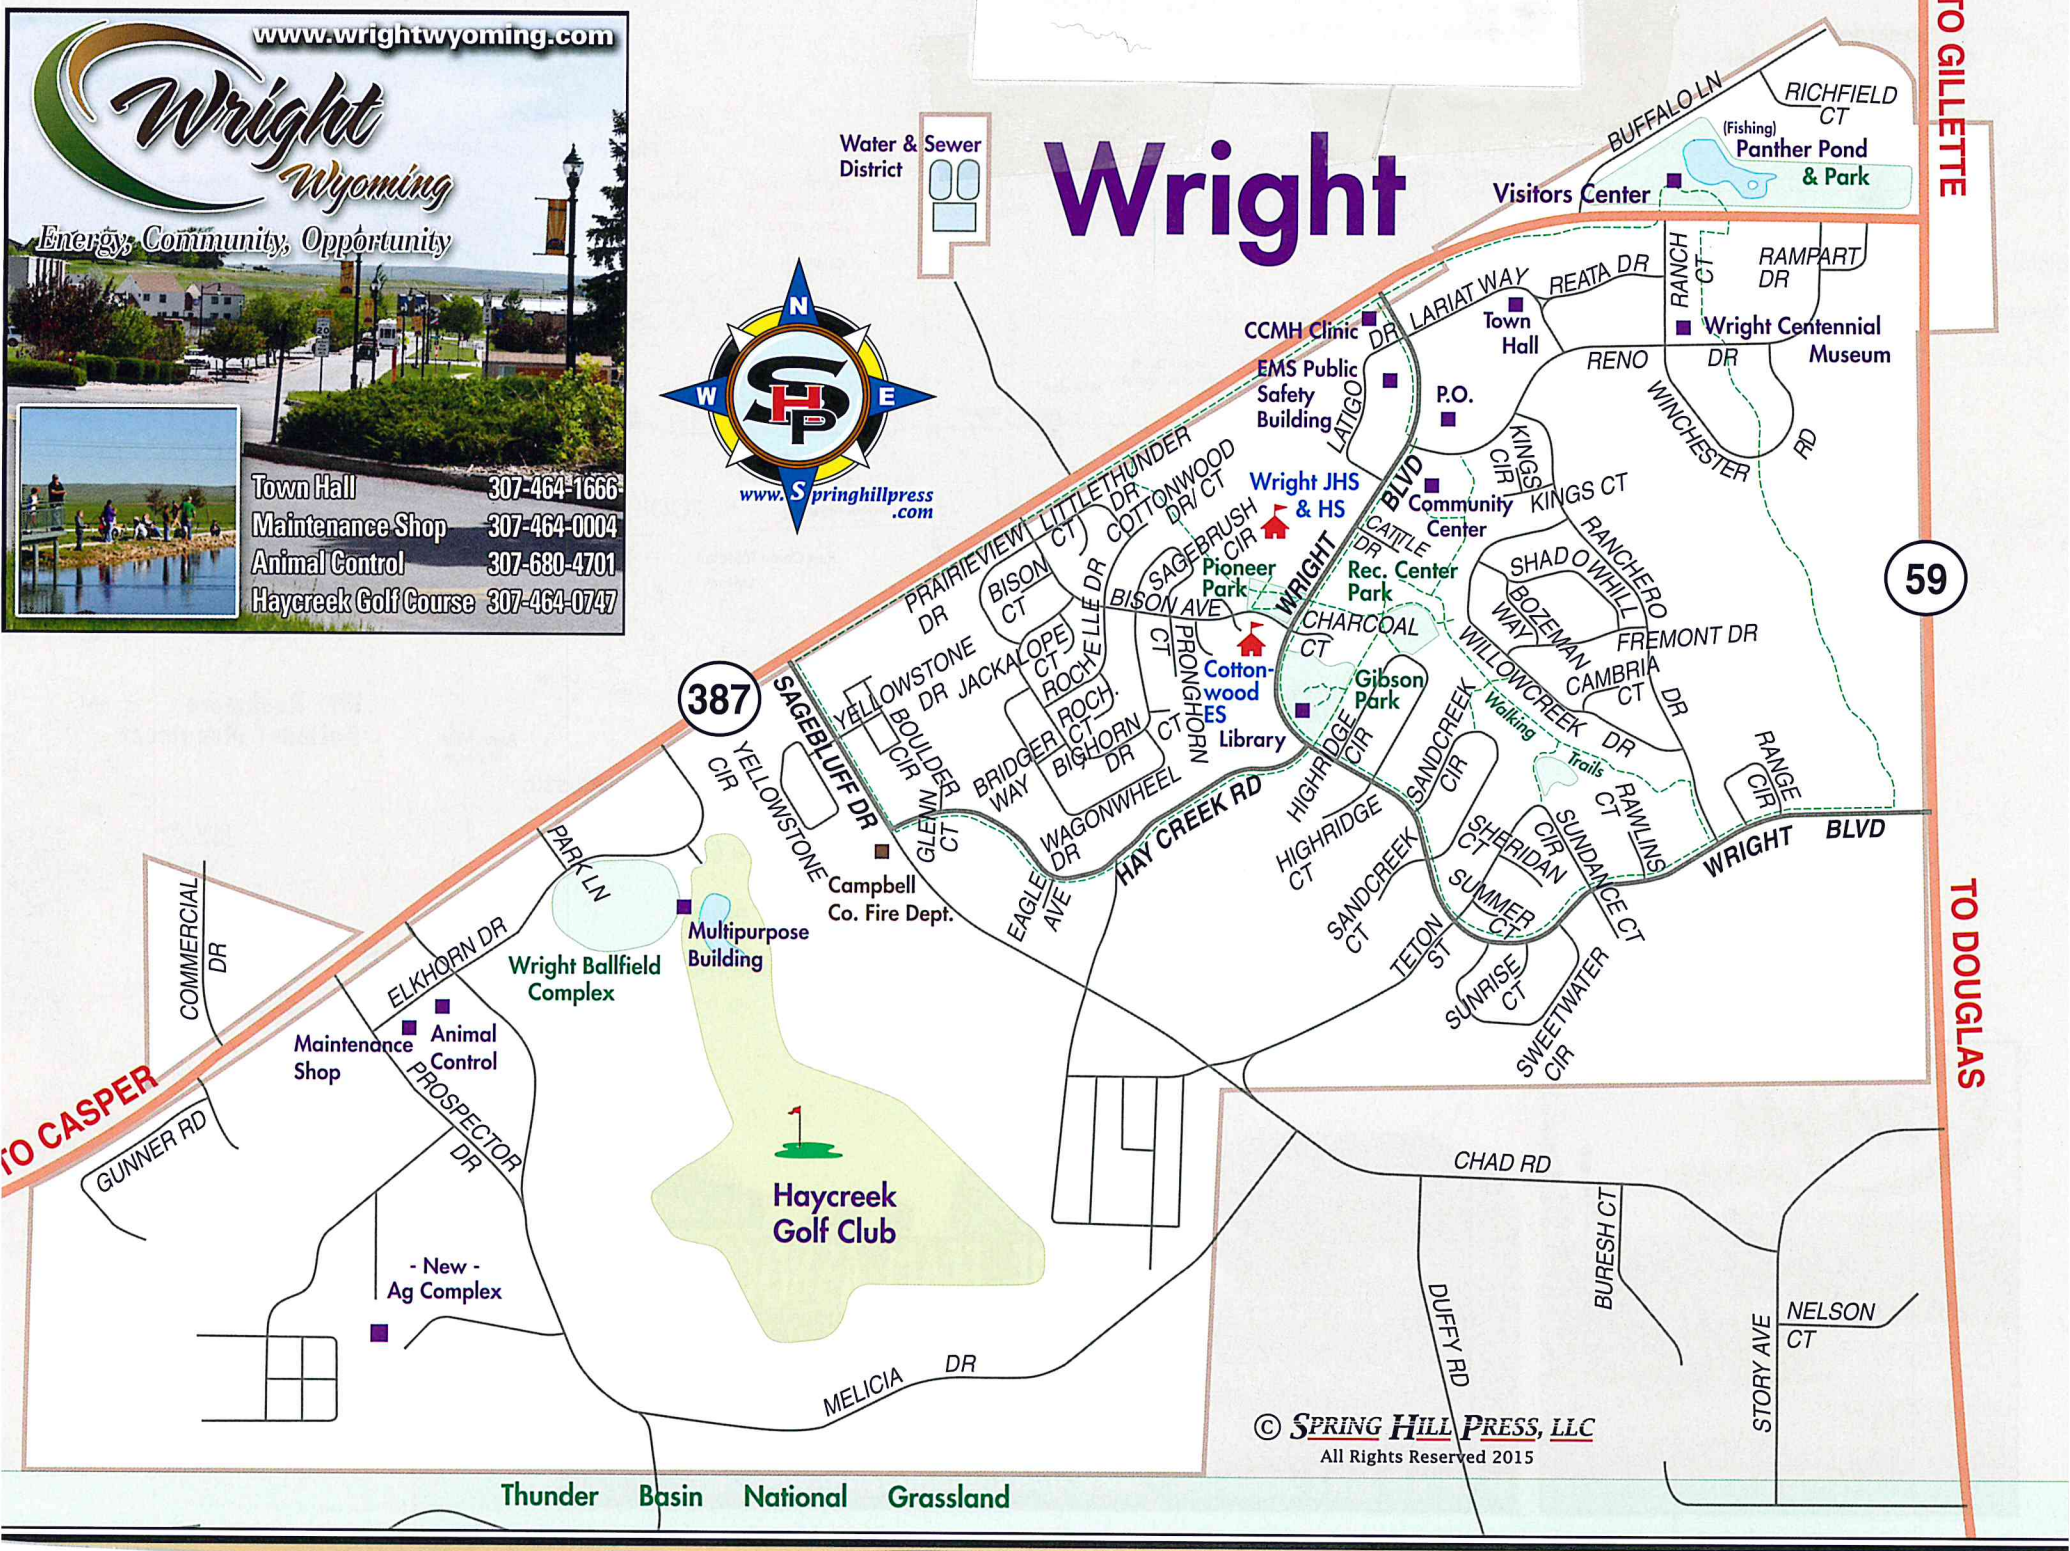 www.wrightwyoming.com
Wright
Wyoming
Energy, Community, Opportunity
Town Hall 307-464-1666
Maintenance Shop 307-464-0004
Animal Control 307-680-4701
Haycreek Golf Course 307-464-0747
Water & Sewer
District
Wright
N
W
E
S
SHP
www.Springhillpress
.com
TO GILLETTE
BUFFALO LN
RICHFIELD
CT
(Fishing)
Panther Pond
& Park
Visitors Center
RANCH
CT
RAMPART
DR
REATA DR
LARIAT WAY
Town
Hall
Wright Centennial
Museum
CCMH Clinic
DR
LATIGO
EMS Public
Safety
Building
P.O.
RENO
DR
WINCHESTER
RD
KINGS
CIR
KINGS CT
Community
Center
Wright JHS
& HS
WRIGHT
BLVD
CATTLE
DR
Rec. Center
Park
Pioneer
Park
CHARCOAL
CT
RANCHERO
DR
SHADOWHILL
BOZEMAN
WAY
FREMONT DR
CAMBRIA
CT
WILLOWCREEK
DR
59
LITTLETHUNDER
CT
DR
COTTONWOOD
DR/ CT
SAGEBRUSH
CIR
PRAIRIEVIEW
DR
BISON
CT
BISON AVE
ROCHELLE DR
JACKALOPE
CT
YELLOWSTONE
DR
ROCH.
CT
CT
PRONGHORN
CT
BIGHORN
DR
BRIDGER
WAY
BOULDER
CIR
WAGONWHEEL
DR
Cotton-
wood
ES
Library
Gibson
Park
387
SAGEBLUFF DR
YELLOWSTONE
CIR
GLENN
CT
HAY CREEK RD
EAGLE
AVE
HIGHRIDGE
CIR
HIGHRIDGE
CT
SANDCREEK
CIR
SANDCREEK
CT
Walking
Trails
RAWLINS
CT
SUNDANCE CT
CIR
SHERIDAN
CT
SUMMER
CT
TETON
ST
SUNRISE
CT
SWEETWATER
CIR
RANGE
CIR
WRIGHT
BLVD
TO DOUGLAS
Campbell
Co. Fire Dept.
PARK LN
Multipurpose
Building
Wright Ballfield
Complex
ELKHORN DR
COMMERCIAL
DR
Maintenance
Shop
Animal
Control
PROSPECTOR
DR
TO CASPER
GUNNER RD
Haycreek
Golf Club
- New -
Ag Complex
MELICIA
DR
CHAD RD
BURESH CT
DUFFY RD
STORY AVE
NELSON
CT
© SPRING HILL PRESS, LLC
All Rights Reserved 2015
Thunder Basin National Grassland